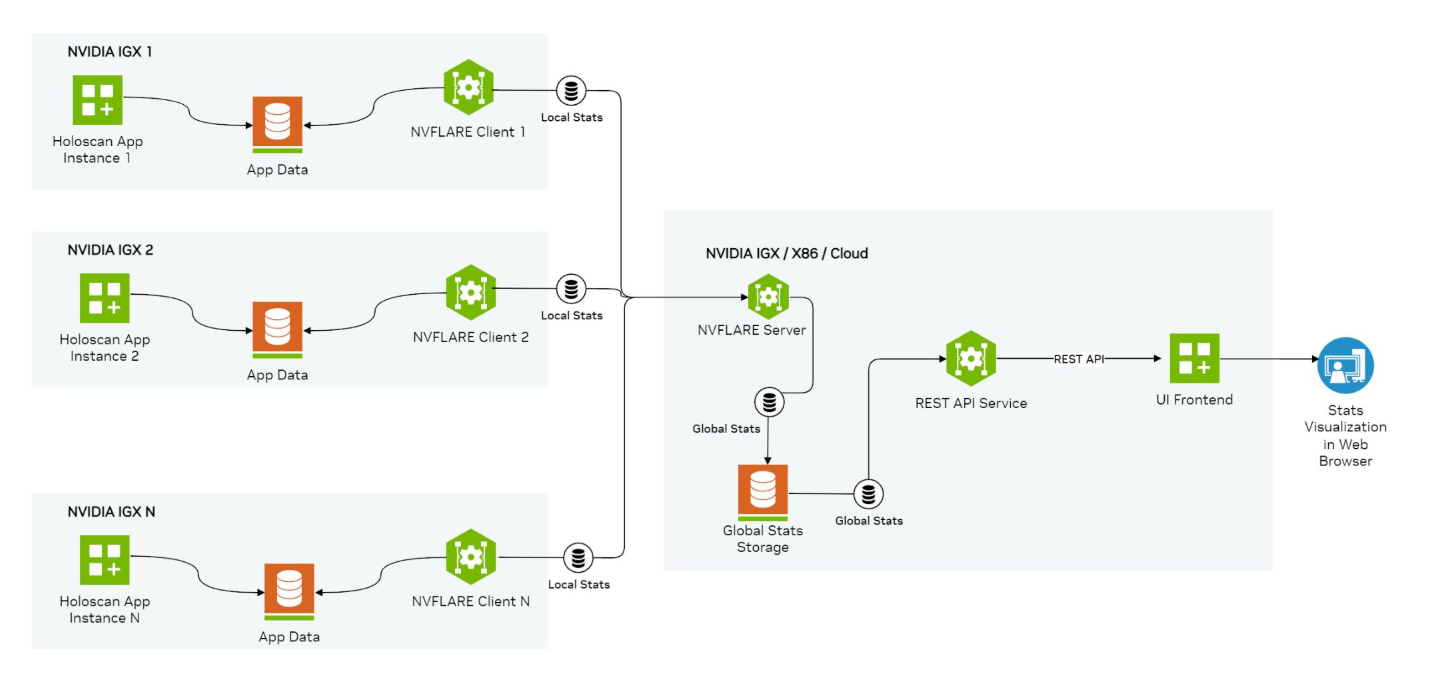 NVIDIA IGX 1
Holoscan App
Instance 1
App Data
NVFLARE Client 1
Local Stats
NVIDIA IGX 2
Holoscan App
Instance 2
App Data
NVFLARE Client 2
Local Stats
NVIDIA IGX N
Holoscan App
Instance N
App Data
NVFLARE Client N
Local Stats
NVIDIA IGX / X86 / Cloud
NVFLARE Server
Global Stats
Global Stats
Storage
Global Stats
REST API Service
REST API
UI Frontend
Stats
Visualization
in Web
Browser